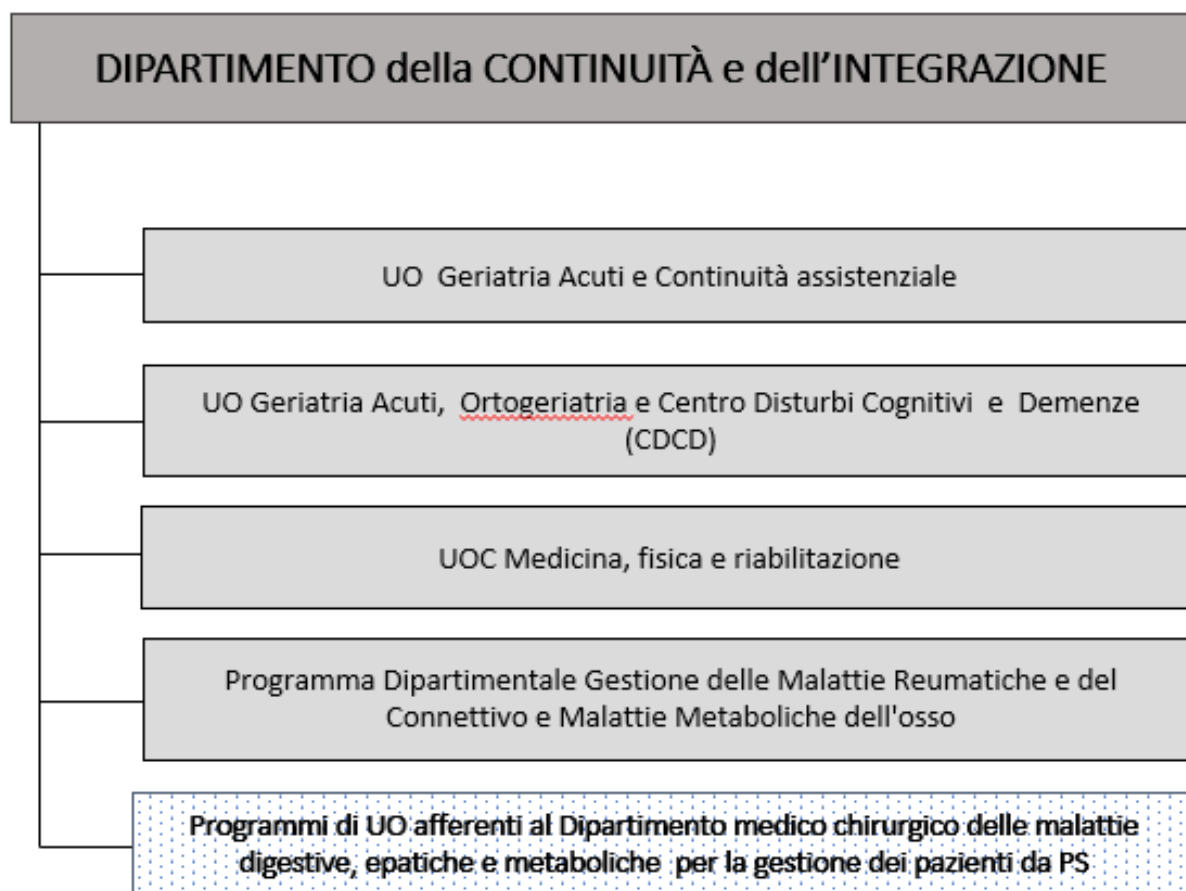 DIPARTIMENTO della CONTINUITÀ e dell’INTEGRAZIONE
UO Geriatria Acuti e Continuità assistenziale
UO Geriatria Acuti, Ortogeriatria e Centro Disturbi Cognitivi e Demenze
(CDCD)
UOC Medicina, fisica e riabilitazione
Programma Dipartimentale Gestione delle Malattie Reumatiche e del
Connettivo e Malattie Metaboliche dell'osso
Programmi di UO afferenti al Dipartimento medico chirurgico delle malattie
digestive, epatiche e metaboliche per la gestione dei pazienti da PS